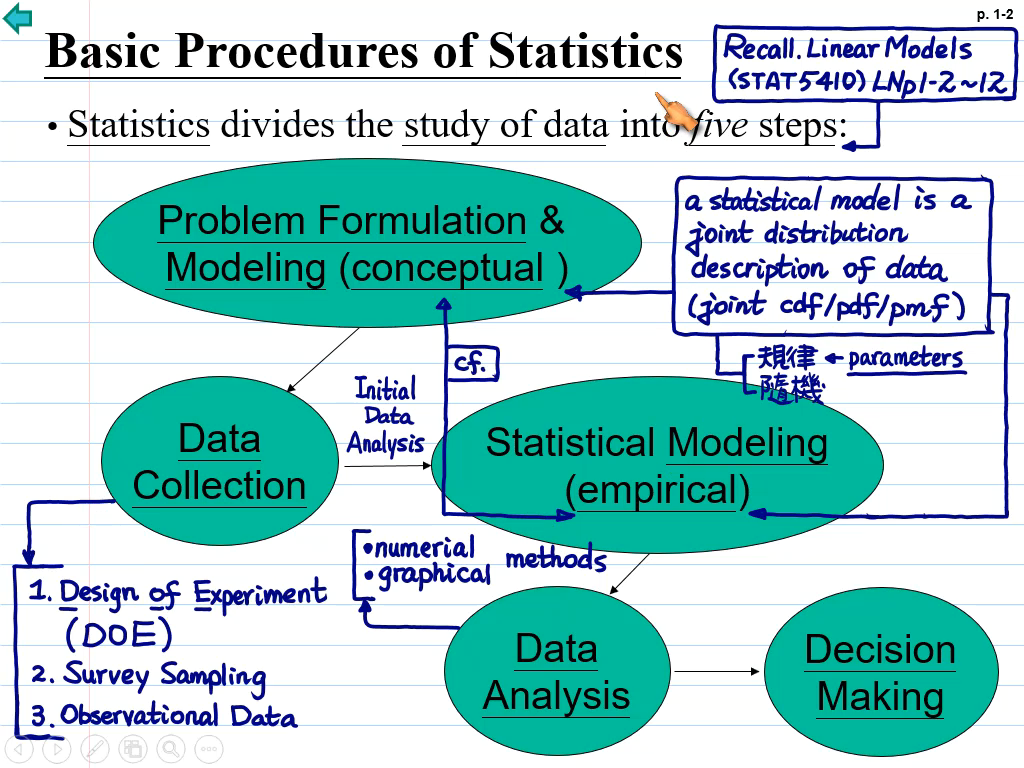 p. 1-2
Basic Procedures of Statistics
Recall. Linear Models
(STAT5410) LNp1-2~12
• Statistics divides the study of data into five steps:
Problem Formulation &
Modeling (conceptual )
a statistical model is a
joint distribution
description of data
(joint cdf/pdf/pmf)
cf.
規律 ← parameters
隨機
Initial
Data
Analysis
Data
Collection
Statistical Modeling
(empirical)
• numerial
• graphical
methods
1. Design of Experiment
(DOE)
2. Survey Sampling
3. Observational Data
Data
Analysis
Decision
Making